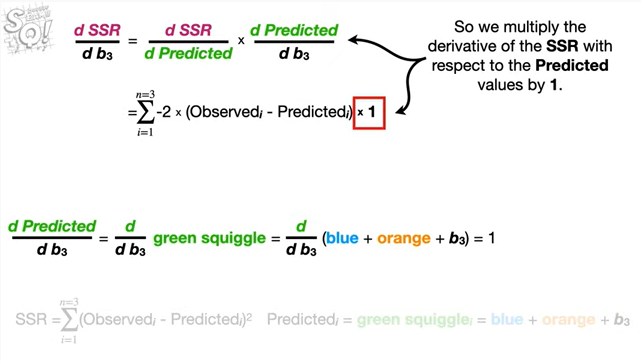 SQ!
d SSR / d b₃ = d SSR / d Predicted × d Predicted / d b₃
So we multiply the
derivative of the SSR with
respect to the Predicted
values by 1.
= n=3 ∑ i=1 -2 × (Observedᵢ - Predictedᵢ) × 1
d Predicted / d b₃ = d / d b₃ green squiggle = d / d b₃ (blue + orange + b₃) = 1
SSR = n=3 ∑ i=1 (Observedᵢ - Predictedᵢ)² Predictedᵢ = green squiggleᵢ = blue + orange + b₃